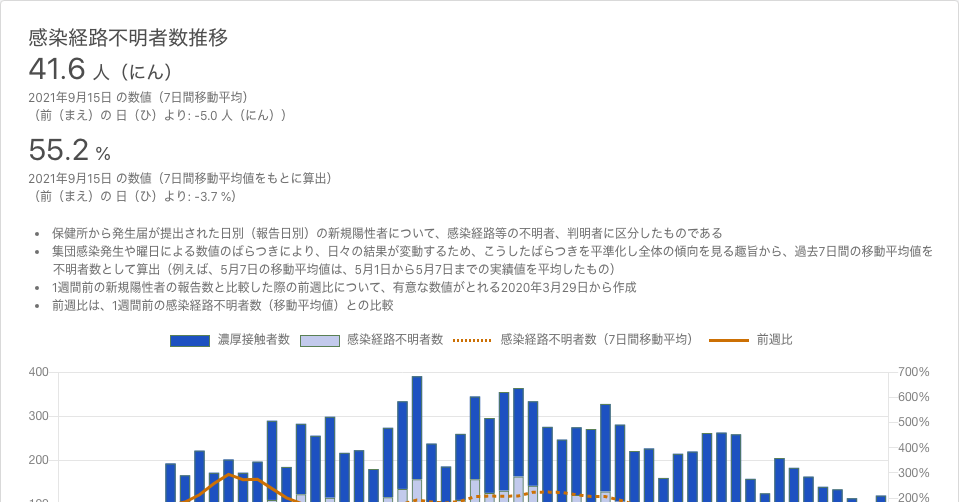 感染経路不明者数推移
41.6 人（にん）
2021年9月15日 の数値（7日間移動平均）
（前（まえ）の 日（ひ）より: -5.0 人（にん））
55.2 %
2021年9月15日 の数値（7日間移動平均値をもとに算出）
（前（まえ）の 日（ひ）より: -3.7 %）
• 保健所から発生届が提出された日別（報告日別）の新規陽性者について、感染経路等の不明者、判明者に区分したものである
• 集団感染発生や曜日による数値のばらつきにより、日々の結果が変動するため、こうしたばらつきを平準化し全体の傾向を見る趣旨から、過去7日間の移動平均値を
不明者数として算出（例えば、5月7日の移動平均値は、5月1日から5月7日までの実績値を平均したもの）
• 1週間前の新規陽性者の報告数と比較した際の前週比について、有意な数値がとれる2020年3月29日から作成
• 前週比は、1週間前の感染経路不明者数（移動平均値）との比較
濃厚接触者数 感染経路不明者数 感染経路不明者数（7日間移動平均） 前週比
400 700%
600%
300 500%
400%
200 300%
100 200%